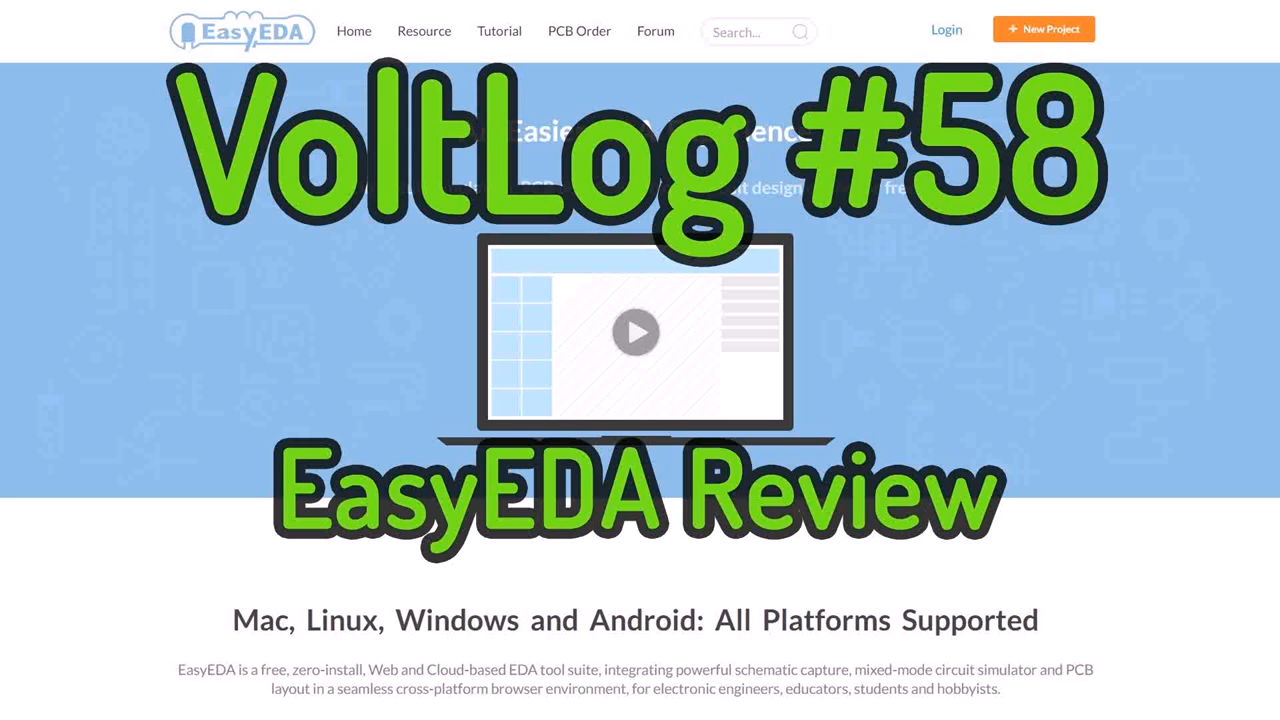 EasyEDA
Home Resource Tutorial PCB Order Forum Search... Login + New Project
VoltLog #58
EasyEDA Review
Mac, Linux, Windows and Android: All Platforms Supported
EasyEDA is a free, zero-install, Web and Cloud-based EDA tool suite, integrating powerful schematic capture, mixed-mode circuit simulator and PCB
layout in a seamless cross-platform browser environment, for electronic engineers, educators, students and hobbyists.